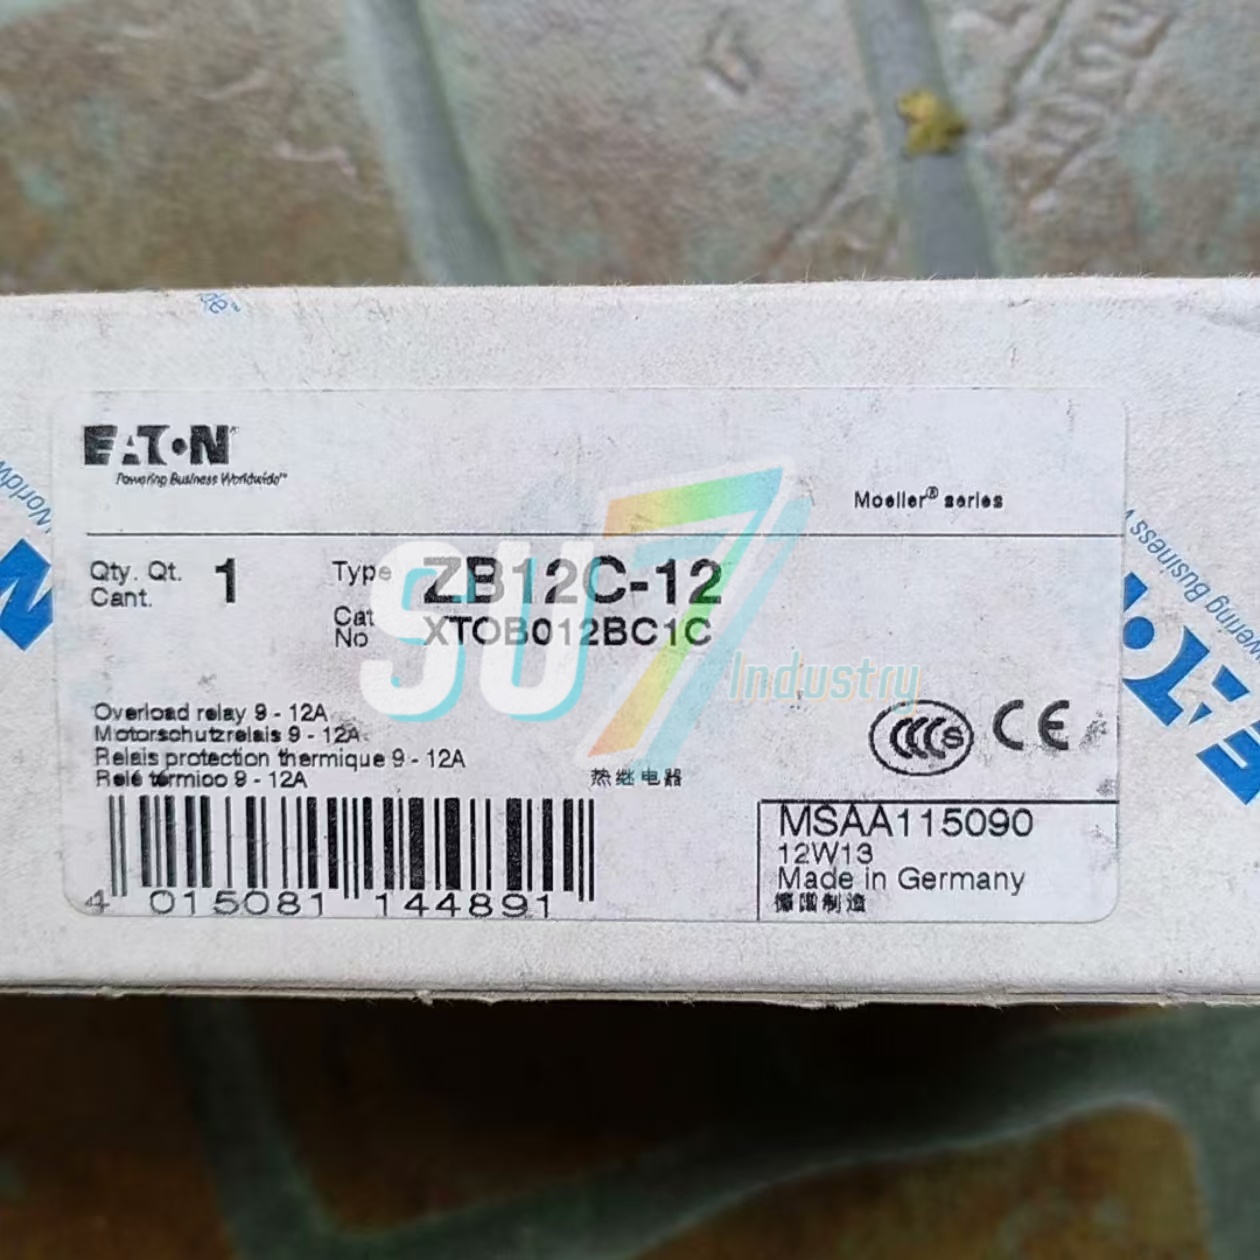 EATON
Powering Business Worldwide™
Moeller® series
Qty. Qt. 1 Type ZB12C-12
Cant.
Cat XTOB012BC1C
No
SU7
Industry
Overload relay 9 - 12A
Motorschutzrelais 9 - 12A
Relais protection thermique 9 - 12A
Relé térmico 9 - 12A
热继电器
CCC S CE
MSAA115090
12W13
Made in Germany
德国制造
4 015081 144891
wering Business